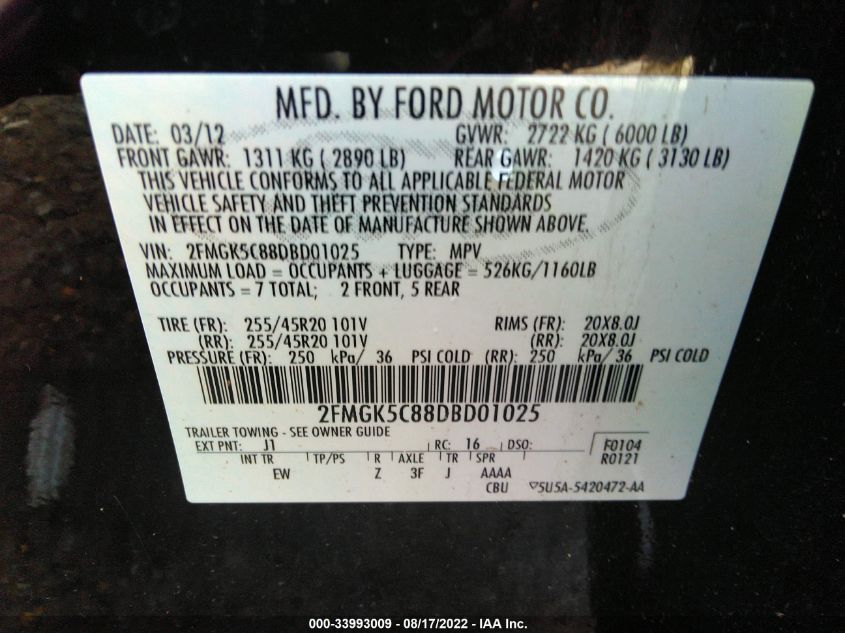 MFD. BY FORD MOTOR CO.
DATE: 03/12 GVWR: 2722 KG ( 6000 LB)
FRONT GAWR: 1311 KG ( 2890 LB) REAR GAWR: 1420 KG ( 3130 LB)
THIS VEHICLE CONFORMS TO ALL APPLICABLE FEDERAL MOTOR
VEHICLE SAFETY AND THEFT PREVENTION STANDARDS
IN EFFECT ON THE DATE OF MANUFACTURE SHOWN ABOVE.
VIN: 2FMGK5C88DBD01025 TYPE: MPV
MAXIMUM LOAD = OCCUPANTS + LUGGAGE = 526KG/1160LB
OCCUPANTS = 7 TOTAL; 2 FRONT, 5 REAR
TIRE (FR): 255/45R20 101V RIMS (FR): 20X8.0J
(RR): 255/45R20 101V (RR): 20X8.0J
PRESSURE (FR): 250 kPa/ 36 PSI COLD (RR): 250 kPa/ 36 PSI COLD
2FMGK5C88DBD01025
TRAILER TOWING - SEE OWNER GUIDE
EXT PNT: J1 RC: 16 DSO: F0104
INT TR TP/PS R AXLE TR SPR R0121
EW Z 3F J AAAA
CBU ▽5U5A-5420472-AA
000-33993009 - 08/17/2022 - IAA Inc.